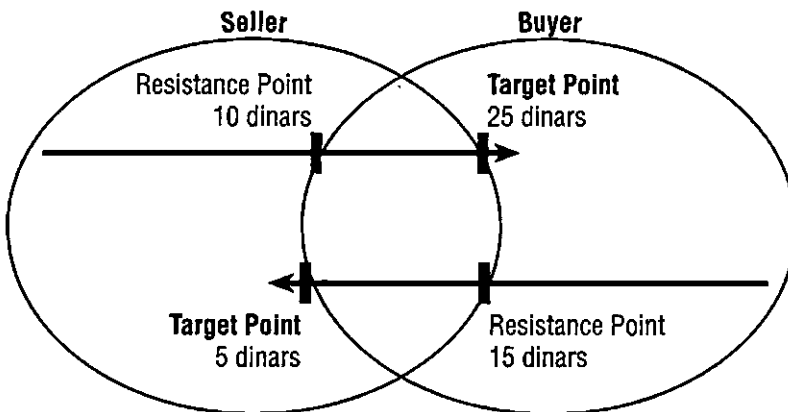 Seller
Buyer
Resistance Point
10 dinars
Target Point
25 dinars
Target Point
5 dinars
Resistance Point
15 dinars